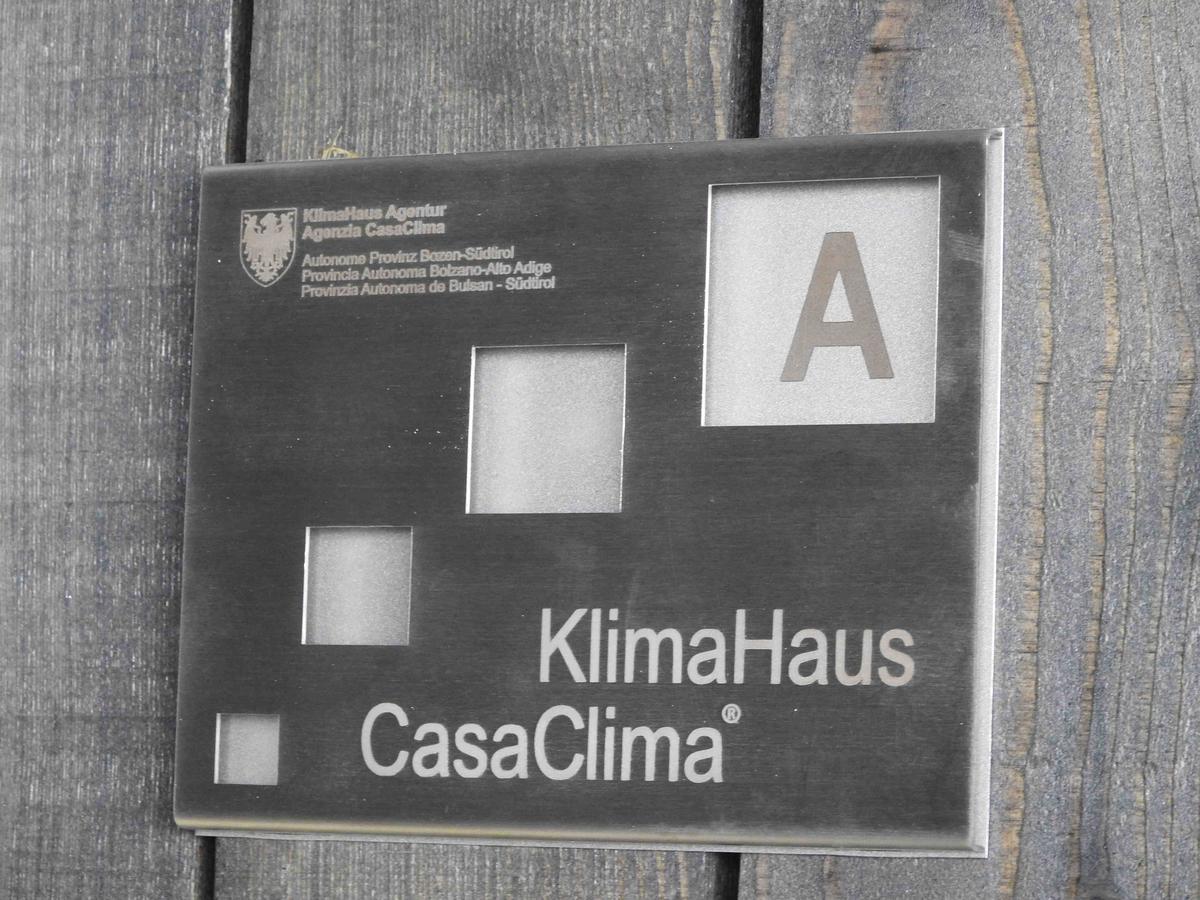 KlimaHaus Agentur
Agenzia CasaClima
Autonome Provinz Bozen-Südtirol
Provincia Autonoma Bolzano-Alto Adige
Provinzia Autonoma de Bulsan - Südtirol
A
KlimaHaus
CasaClima®